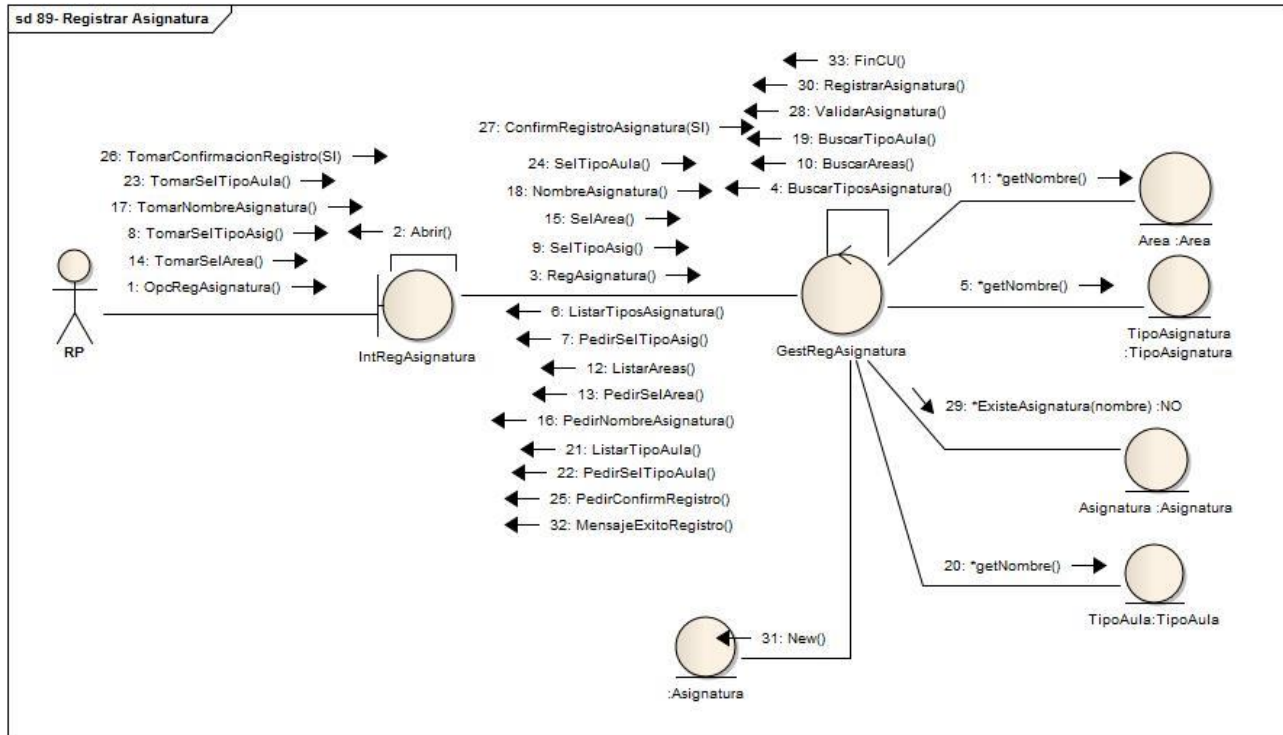 sd 89- Registrar Asignatura
33: FinCU()
30: RegistrarAsignatura()
28: ValidarAsignatura()
27: ConfirmRegistroAsignatura(SI)
19: BuscarTipoAula()
26: TomarConfirmacionRegistro(SI)
24: SelTipoAula()
10: BuscarAreas()
23: TomarSelTipoAula()
18: NombreAsignatura()
4: BuscarTiposAsignatura()
11: *getNombre()
17: TomarNombreAsignatura()
15: SelArea()
8: TomarSelTipoAsig()
2: Abrir()
9: SelTipoAsig()
Area :Area
14: TomarSelArea()
3: RegAsignatura()
1: OpcRegAsignatura()
5: *getNombre()
6: ListarTiposAsignatura()
TipoAsignatura
:TipoAsignatura
RP
IntRegAsignatura
7: PedirSelTipoAsig()
GestRegAsignatura
12: ListarAreas()
13: PedirSelArea()
29: *ExisteAsignatura(nombre) :NO
16: PedirNombreAsignatura()
21: ListarTipoAula()
22: PedirSelTipoAula()
25: PedirConfirmRegistro()
Asignatura :Asignatura
32: MensajeExitoRegistro()
20: *getNombre()
TipoAula:TipoAula
31: New()
:Asignatura